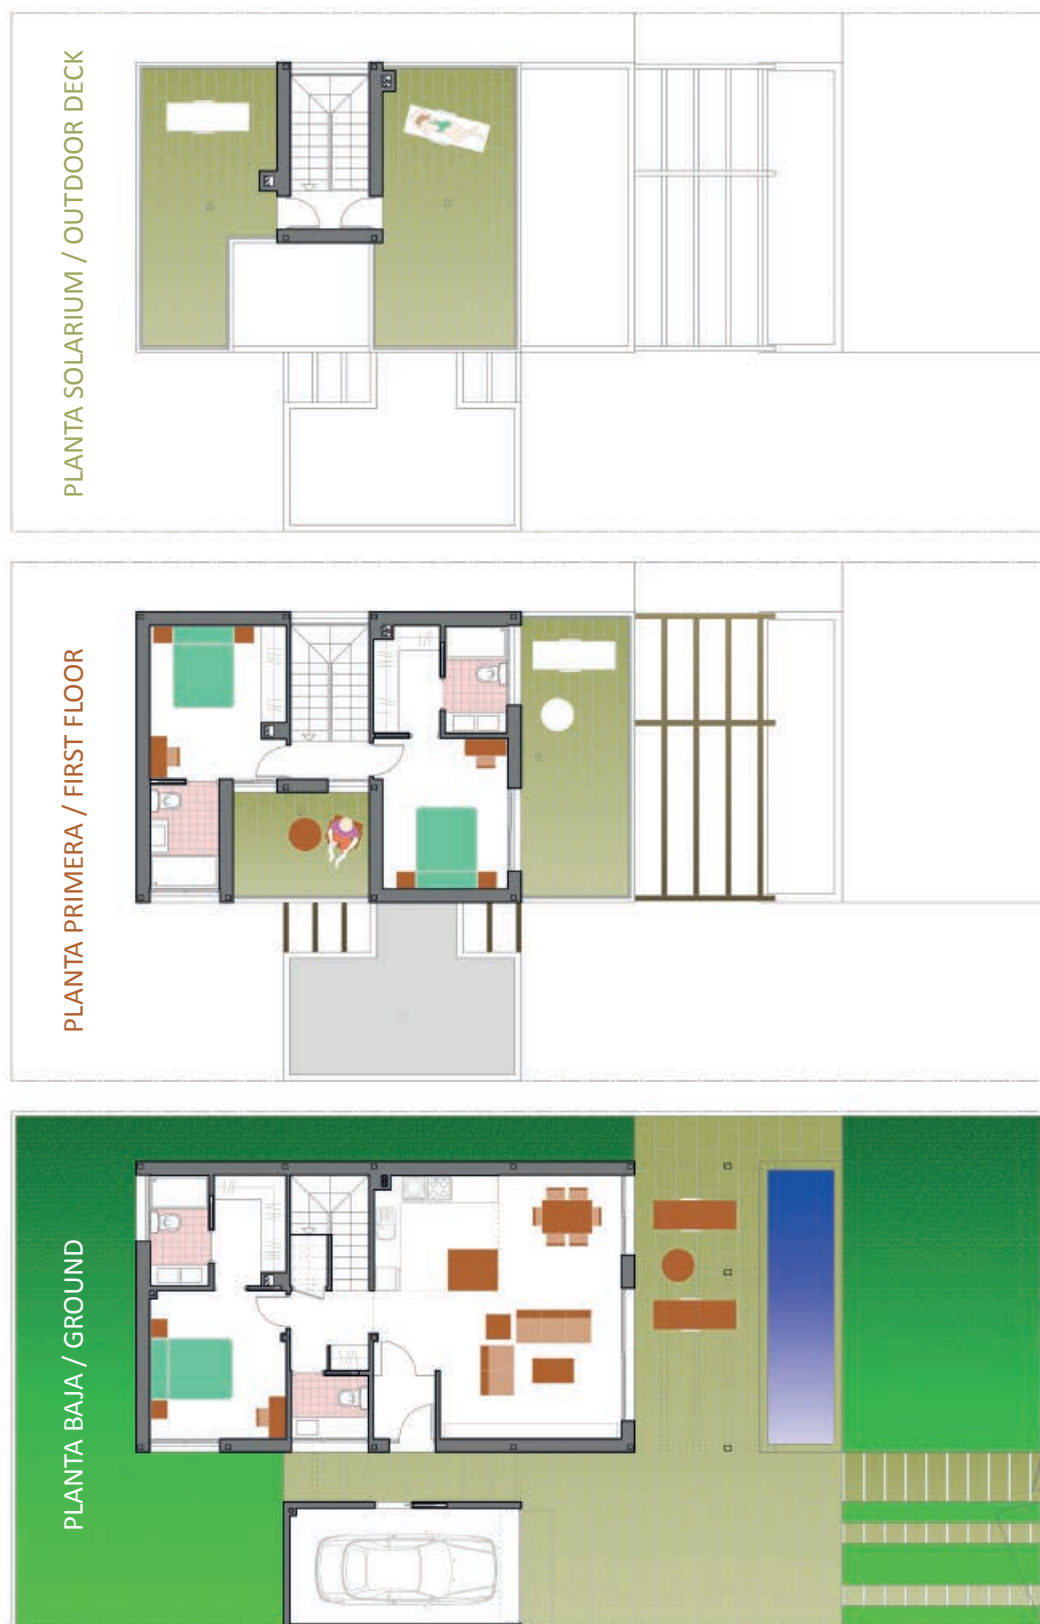 PLANTA SOLARIUM / OUTDOOR DECK
PLANTA PRIMERA / FIRST FLOOR
PLANTA BAJA / GROUND